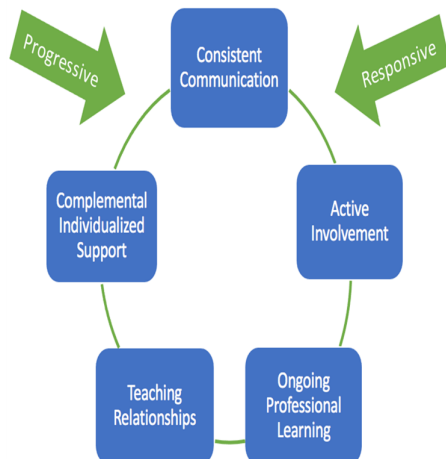 Progressive
Responsive
Consistent
Communication
Complemental
Individualized
Support
Active
Involvement
Teaching
Relationships
Ongoing
Professional
Learning